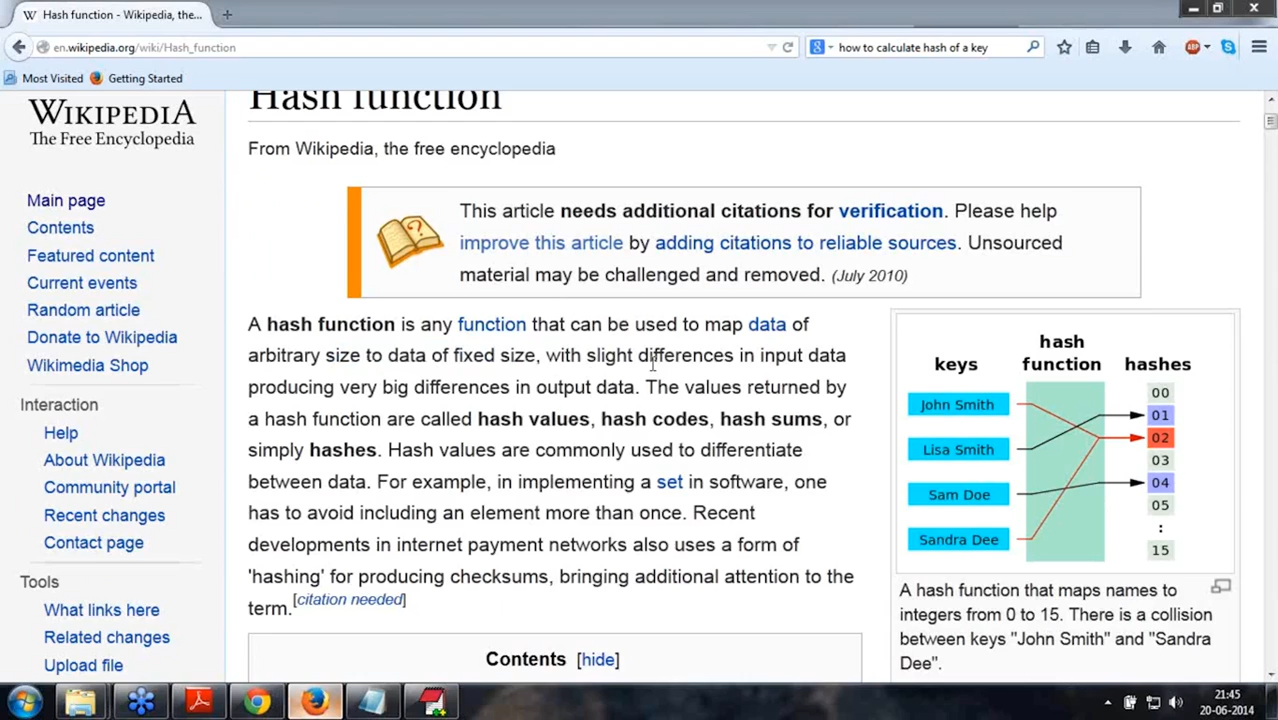 Hash function - Wikipedia, the...
en.wikipedia.org/wiki/Hash_function
how to calculate hash of a key
Most Visited
Getting Started
WIKIPEDIA
The Free Encyclopedia
Main page
Contents
Featured content
Current events
Random article
Donate to Wikipedia
Wikimedia Shop
Interaction
Help
About Wikipedia
Community portal
Recent changes
Contact page
Tools
What links here
Related changes
Upload file
Hash function
From Wikipedia, the free encyclopedia
This article needs additional citations for verification. Please help
improve this article by adding citations to reliable sources. Unsourced
material may be challenged and removed. (July 2010)
A hash function is any function that can be used to map data of
arbitrary size to data of fixed size, with slight differences in input data
producing very big differences in output data. The values returned by
a hash function are called hash values, hash codes, hash sums, or
simply hashes. Hash values are commonly used to differentiate
between data. For example, in implementing a set in software, one
has to avoid including an element more than once. Recent
developments in internet payment networks also uses a form of
'hashing' for producing checksums, bringing additional attention to the
term.[citation needed]
Contents [hide]
hash
keys function hashes
00
John Smith 01
02
Lisa Smith 03
Sam Doe 04
05
Sandra Dee :
15
A hash function that maps names to
integers from 0 to 15. There is a collision
between keys "John Smith" and "Sandra
Dee".
21:45
20-06-2014